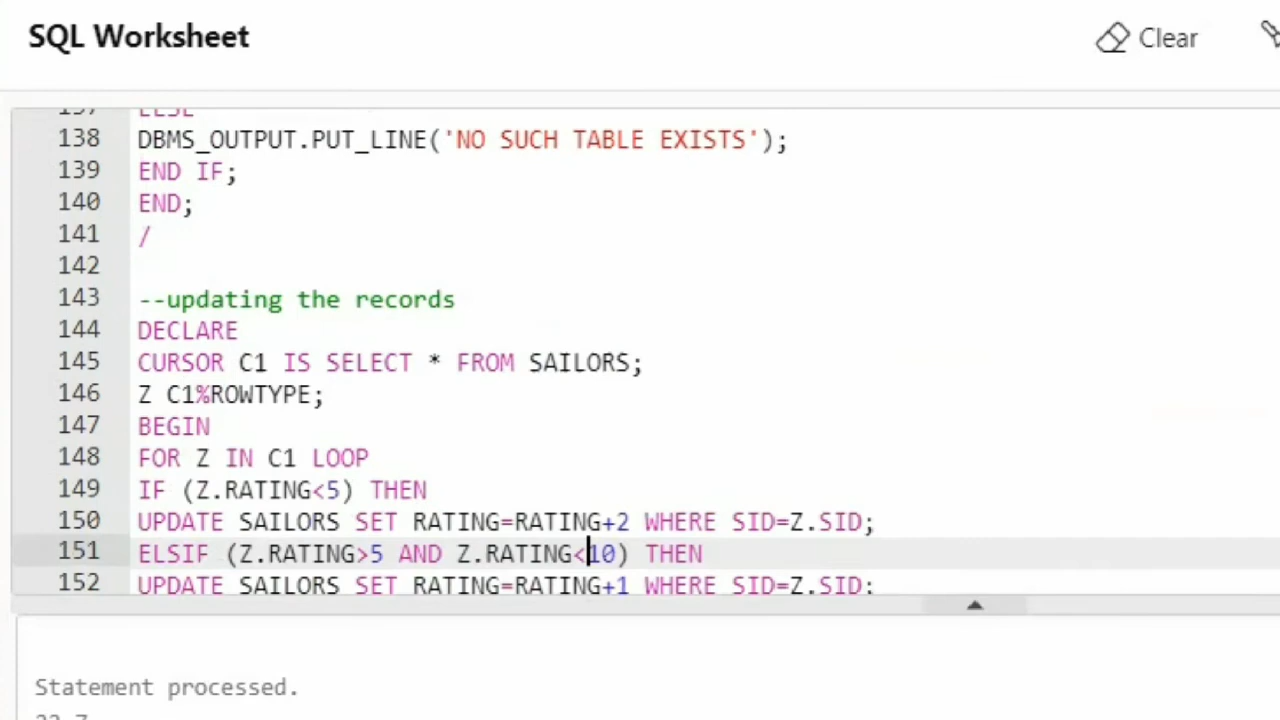 SQL Worksheet
Clear
137 ELSE
138 DBMS_OUTPUT.PUT_LINE('NO SUCH TABLE EXISTS');
139 END IF;
140 END;
141 /
142
143 --updating the records
144 DECLARE
145 CURSOR C1 IS SELECT * FROM SAILORS;
146 Z C1%ROWTYPE;
147 BEGIN
148 FOR Z IN C1 LOOP
149 IF (Z.RATING<5) THEN
150 UPDATE SAILORS SET RATING=RATING+2 WHERE SID=Z.SID;
151 ELSIF (Z.RATING>5 AND Z.RATING<10) THEN
152 UPDATE SAILORS SET RATING=RATING+1 WHERE SID=Z.SID;
Statement processed.